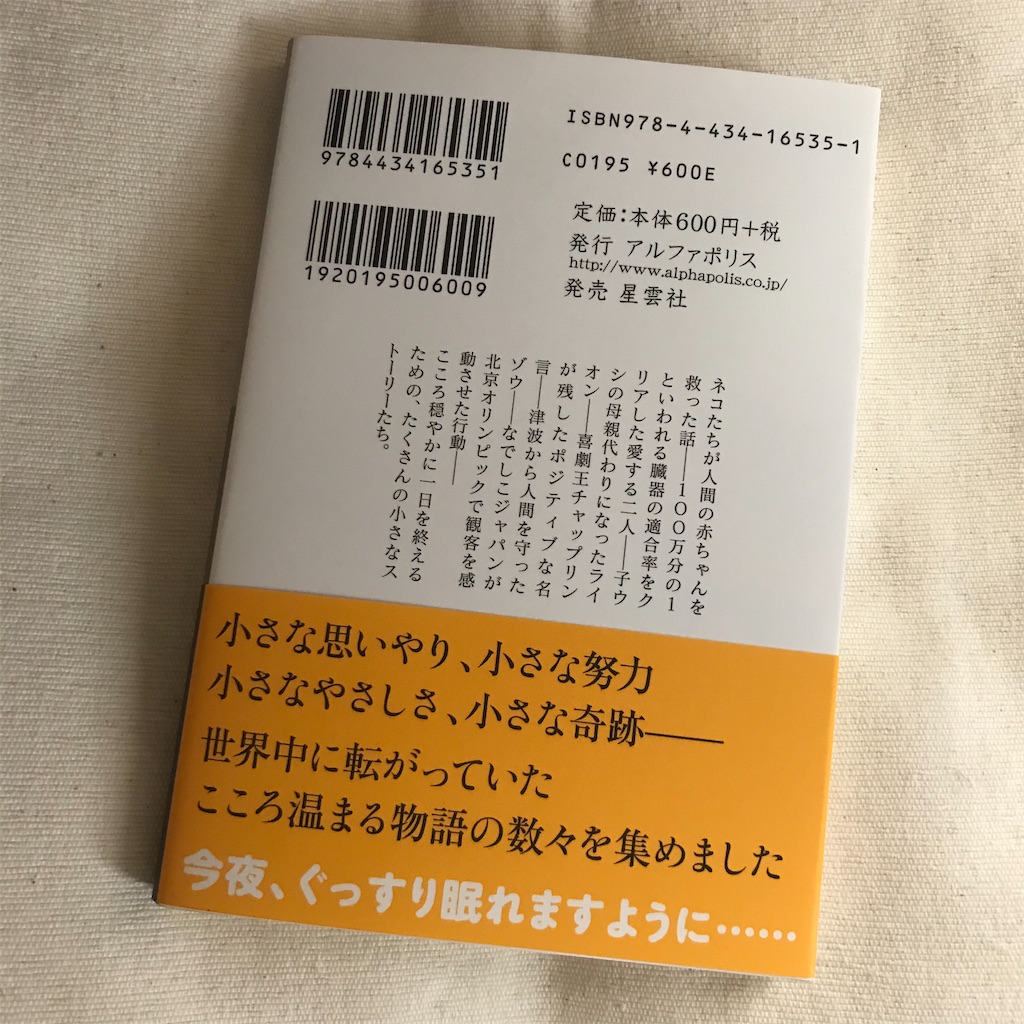 9784434165351
ISBN978-4-434-16535-1
C0195 ¥600E
1920195006009
定価:本体600円+税
発行 アルファポリス
http://www.alphapolis.co.jp/
発売 星雲社
ネコたちが人間の赤ちゃんを
救った話——100万分の1
といわれる臓器の適合率をク
リアした愛する二人——子ウ
シの母親代わりになったライ
オン——喜劇王チャップリン
が残したポジティブな名
言——津波から人間を守った
ゾウ——なでしこジャパンが
北京オリンピックで観客を感
動させた行動——
こころ穏やかに一日を終える
ための、たくさんの小さなス
トーリーたち。
小さな思いやり、小さな努力
小さなやさしさ、小さな奇跡——
世界中に転がっていた
こころ温まる物語の数々を集めました
今夜、ぐっすり眠れますように……